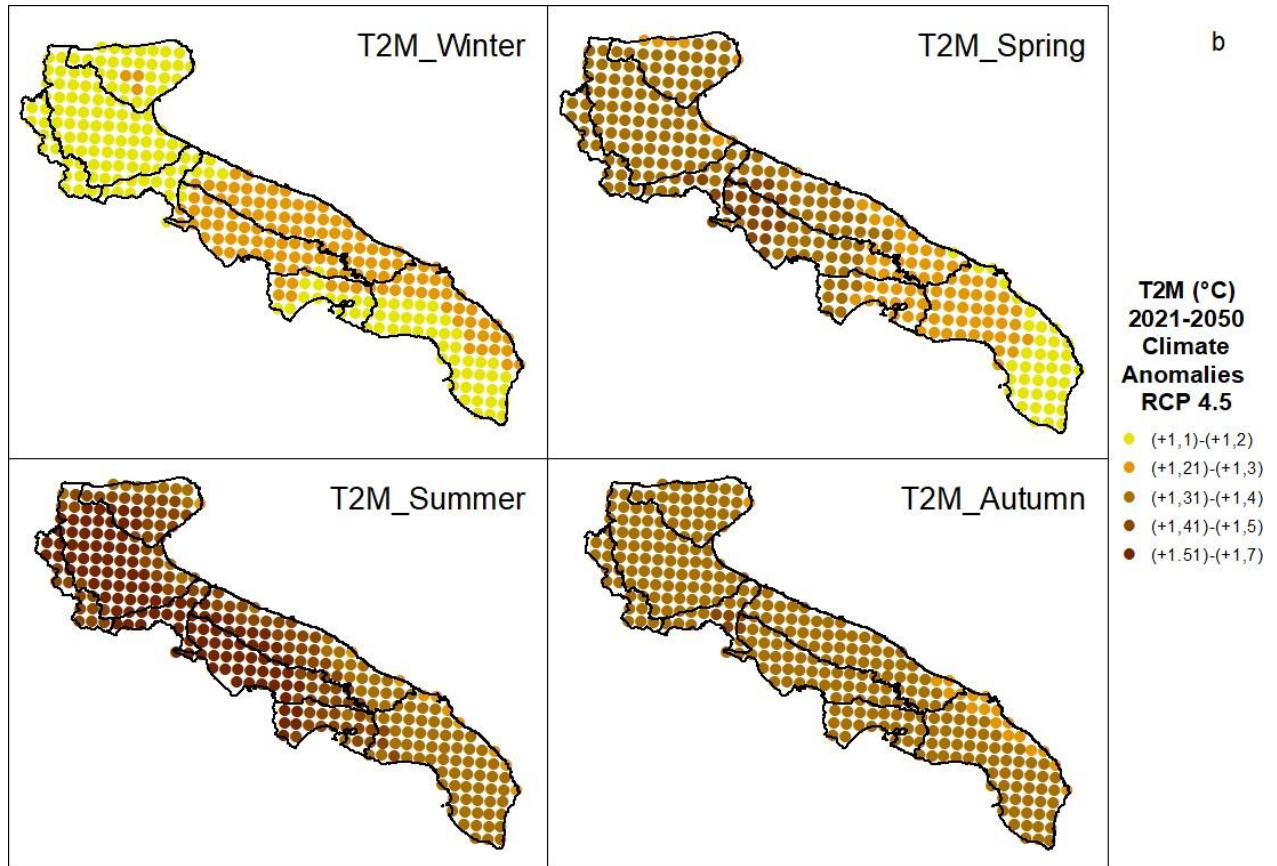 T2M_Winter
T2M_Spring
b
T2M_Summer
T2M_Autumn
T2M (°C)
2021-2050
Climate
Anomalies
RCP 4.5
(+1,1)-(+1,2)
(+1,21)-(+1,3)
(+1,31)-(+1,4)
(+1,41)-(+1,5)
(+1.51)-(+1,7)